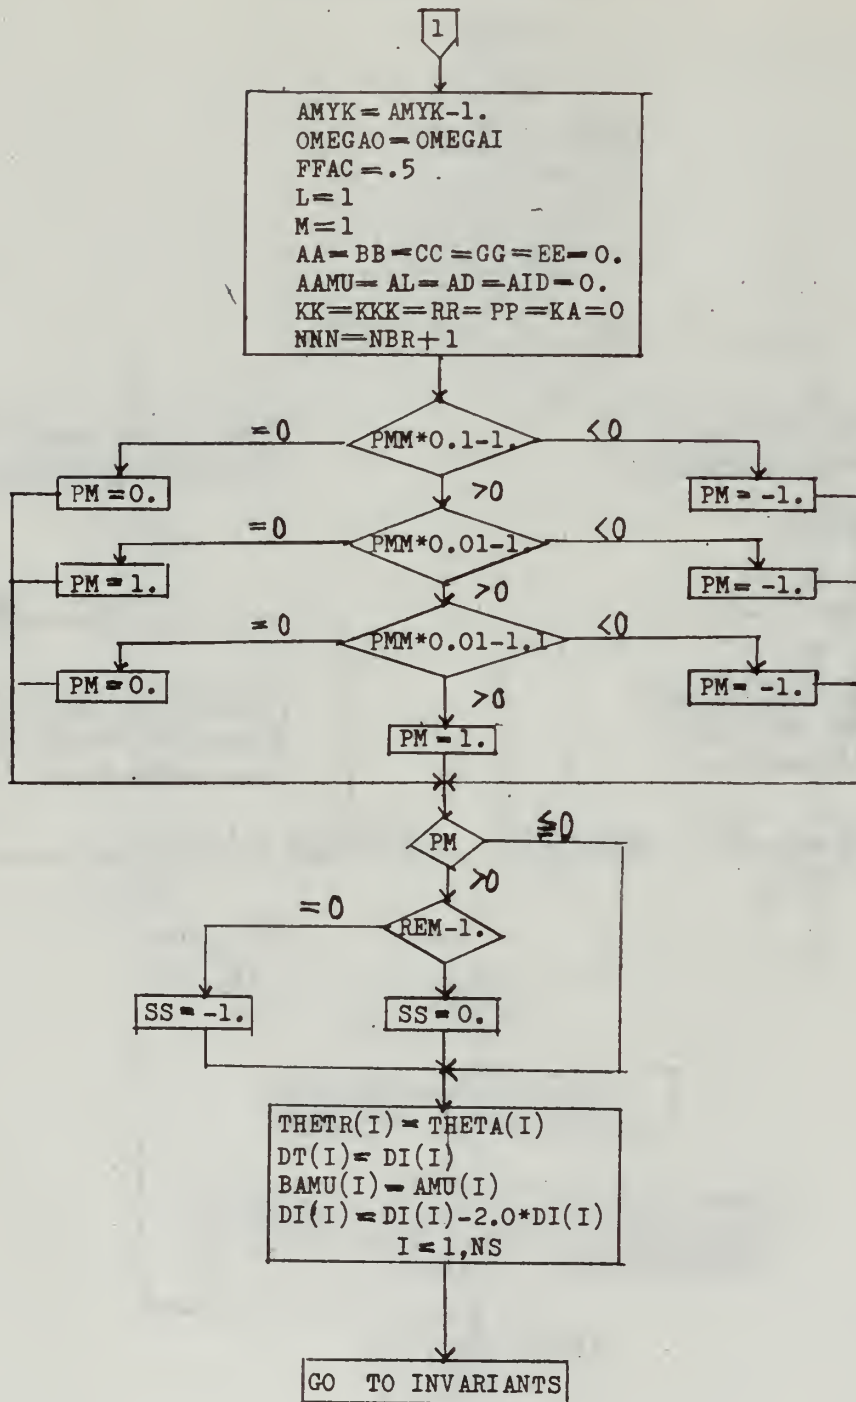 1
AMYK=AMYK-1.
OMEGAO=OMEGAI
FFAC=.5
L=1
M=1
AA=BB=CC=GG=EE=0.
AAMU=AL=AD=AID=0.
KK=KKK=RR=PP=KA=0
NNN=NBR+1
=0 PMM*0.1-1. <0
PM=0. >0 PM=-1.
=0 PMM*0.01-1. <0
PM=1. >0 PM=-1.
=0 PMM*0.01-1.1 <0
PM=0. >0 PM=-1.
PM=1.
PM ≦0
>0
=0 REM-1.
SS=-1. SS=0.
THETR(I)=THETA(I)
DT(I)=DI(I)
BAMU(I)=AMU(I)
DI(I)=DI(I)-2.0*DI(I)
I=1,NS
GO TO INVARIANTS